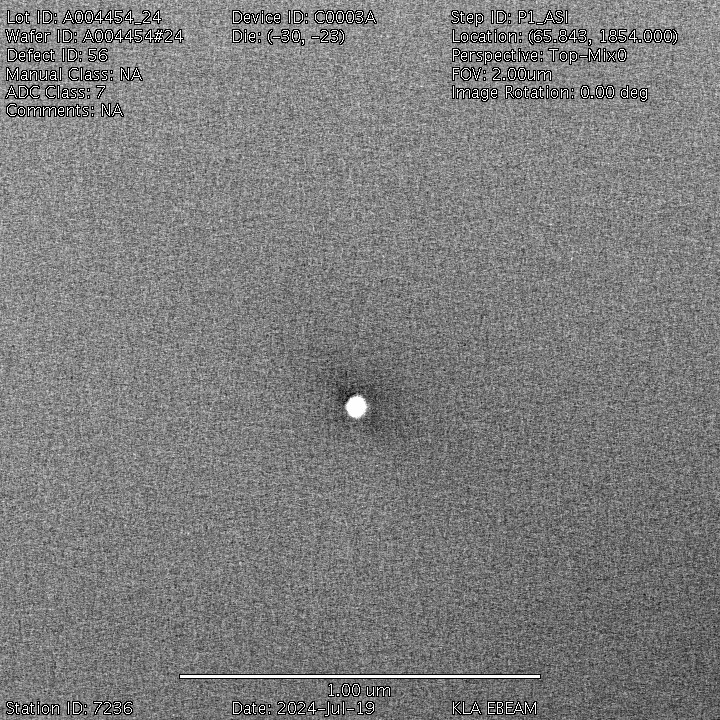 Lot ID: A004454_24 Device ID: C0003A Step ID: P1_ASI
Wafer ID: A004454#24 Die: (-30, -23) Location: (65.843, 1854.000)
Defect ID: 56 Perspective: Top-Mix0
Manual Class: NA FOV: 2.00um
ADC Class: 7 Image Rotation: 0.00 deg
Comments: NA
1.00 um
Station ID: 7236 Date: 2024-Jul-19 KLA EBEAM